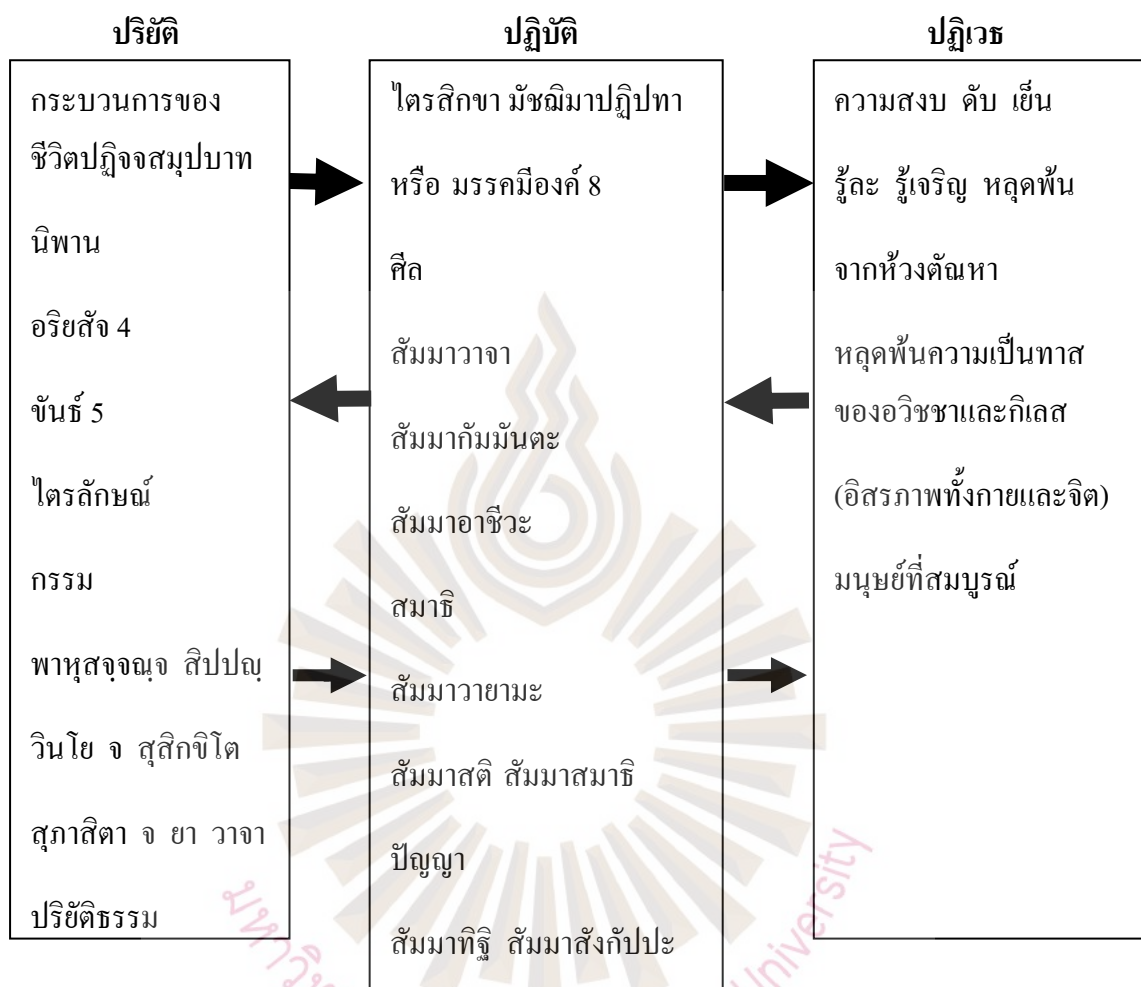 ปริยัติ
กระบวนการของ
ชีวิตปฏิจจสมุปบาท
นิพาน
อริยสัจ 4
ขันธ์ 5
ไตรลักษณ์
กรรม
พาหุสจฺจญฺจ สิปปญฺ
วินโย จ สุสิกขิโต
สุภาสิตา จ ยา วาจา
ปริยัติธรรม
ปฏิบัติ
ไตรสิกขา มัชฌิมาปฏิปทา
หรือ มรรคมีองค์ 8
ศีล
สัมมาวาจา
สัมมากัมมันตะ
สัมมาอาชีวะ
สมาธิ
สัมมาวายามะ
สัมมาสติ สัมมาสมาธิ
ปัญญา
สัมมาทิฐิ สัมมาสังกัปปะ
ปฏิเวธ
ความสงบ ดับ เย็น
รู้ละ รู้เจริญ หลุดพ้น
จากห้วงตัณหา
หลุดพ้นความเป็นทาส
ของอวิชชาและกิเลส
(อิสรภาพทั้งกายและจิต)
มนุษย์ที่สมบูรณ์
University